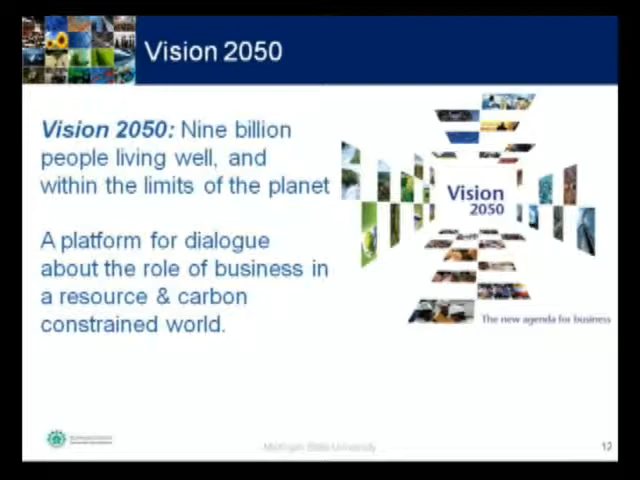 Vision 2050
Vision 2050: Nine billion
people living well, and
within the limits of the planet
A platform for dialogue
about the role of business in
a resource & carbon
constrained world.
Vision
2050
The new agenda for business
Michigan State University
12